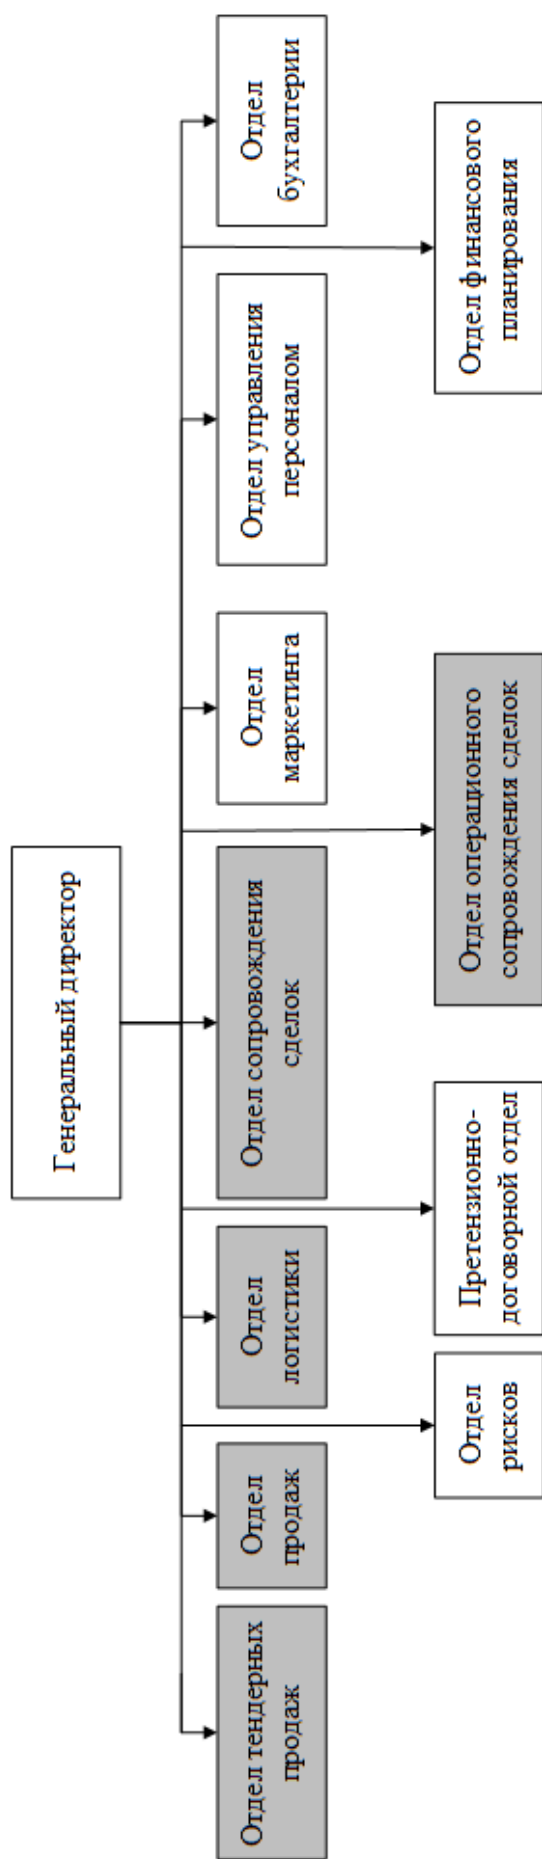 Генеральный директор
Отдел тендерных
продаж
Отдел
продаж
Отдел
логистики
Отдел сопровождения
сделок
Отдел
маркетинга
Отдел управления
персоналом
Отдел
бухгалтерии
Отдел
рисков
Претензионно-
договорной отдел
Отдел операционного
сопровождения сделок
Отдел финансового
планирования